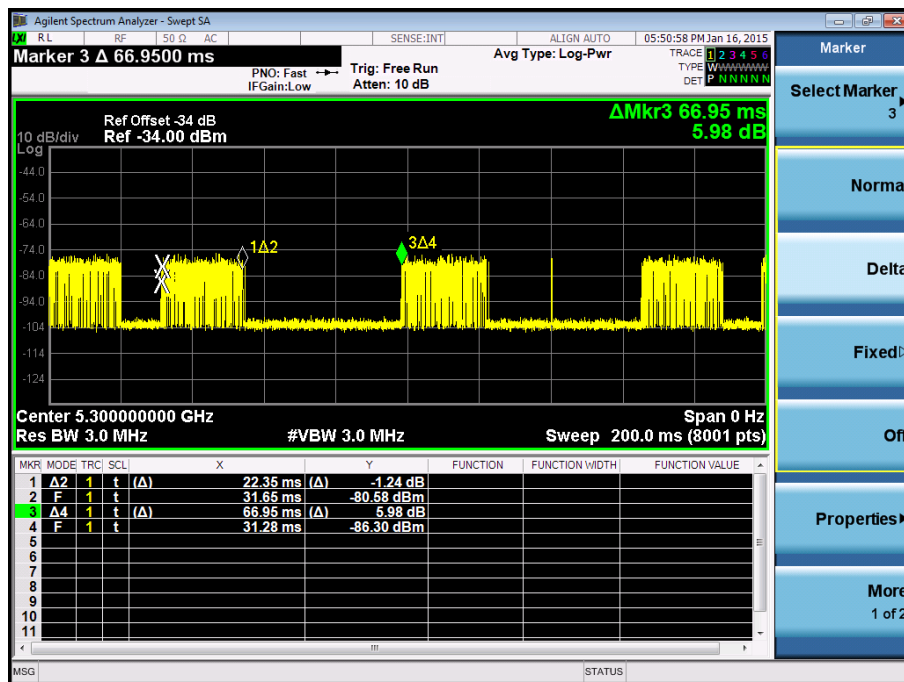 Agilent Spectrum Analyzer - Swept SA
LXI RL RF 50 Ω AC SENSE:INT ALIGN AUTO 05:50:58 PM Jan 16, 2015
Marker 3 Δ 66.9500 ms
PNO: Fast
IFGain:Low
Trig: Free Run
Atten: 10 dB
Avg Type: Log-Pwr
TRACE 1 2 3 4 5 6
TYPE WWWWWW
DET P N N N N N
ΔMkr3 66.95 ms
5.98 dB
Ref Offset -34 dB
10 dB/div Ref -34.00 dBm
Log
-44.0
-54.0
-64.0
-74.0
-84.0
-94.0
-104
-114
-124
1Δ2
3Δ4
Center 5.300000000 GHz Span 0 Hz
Res BW 3.0 MHz #VBW 3.0 MHz Sweep 200.0 ms (8001 pts)
MKR MODE TRC SCL X Y FUNCTION FUNCTION WIDTH FUNCTION VALUE
1 Δ2 1 t (Δ) 22.35 ms (Δ) -1.24 dB
2 F 1 t 31.65 ms -80.58 dBm
3 Δ4 1 t (Δ) 66.95 ms (Δ) 5.98 dB
4 F 1 t 31.28 ms -86.30 dBm
5
6
7
8
9
10
11
MSG STATUS
Marker
Select Marker
3
Norma
Delta
Fixed
Off
Properties
More
1 of 2